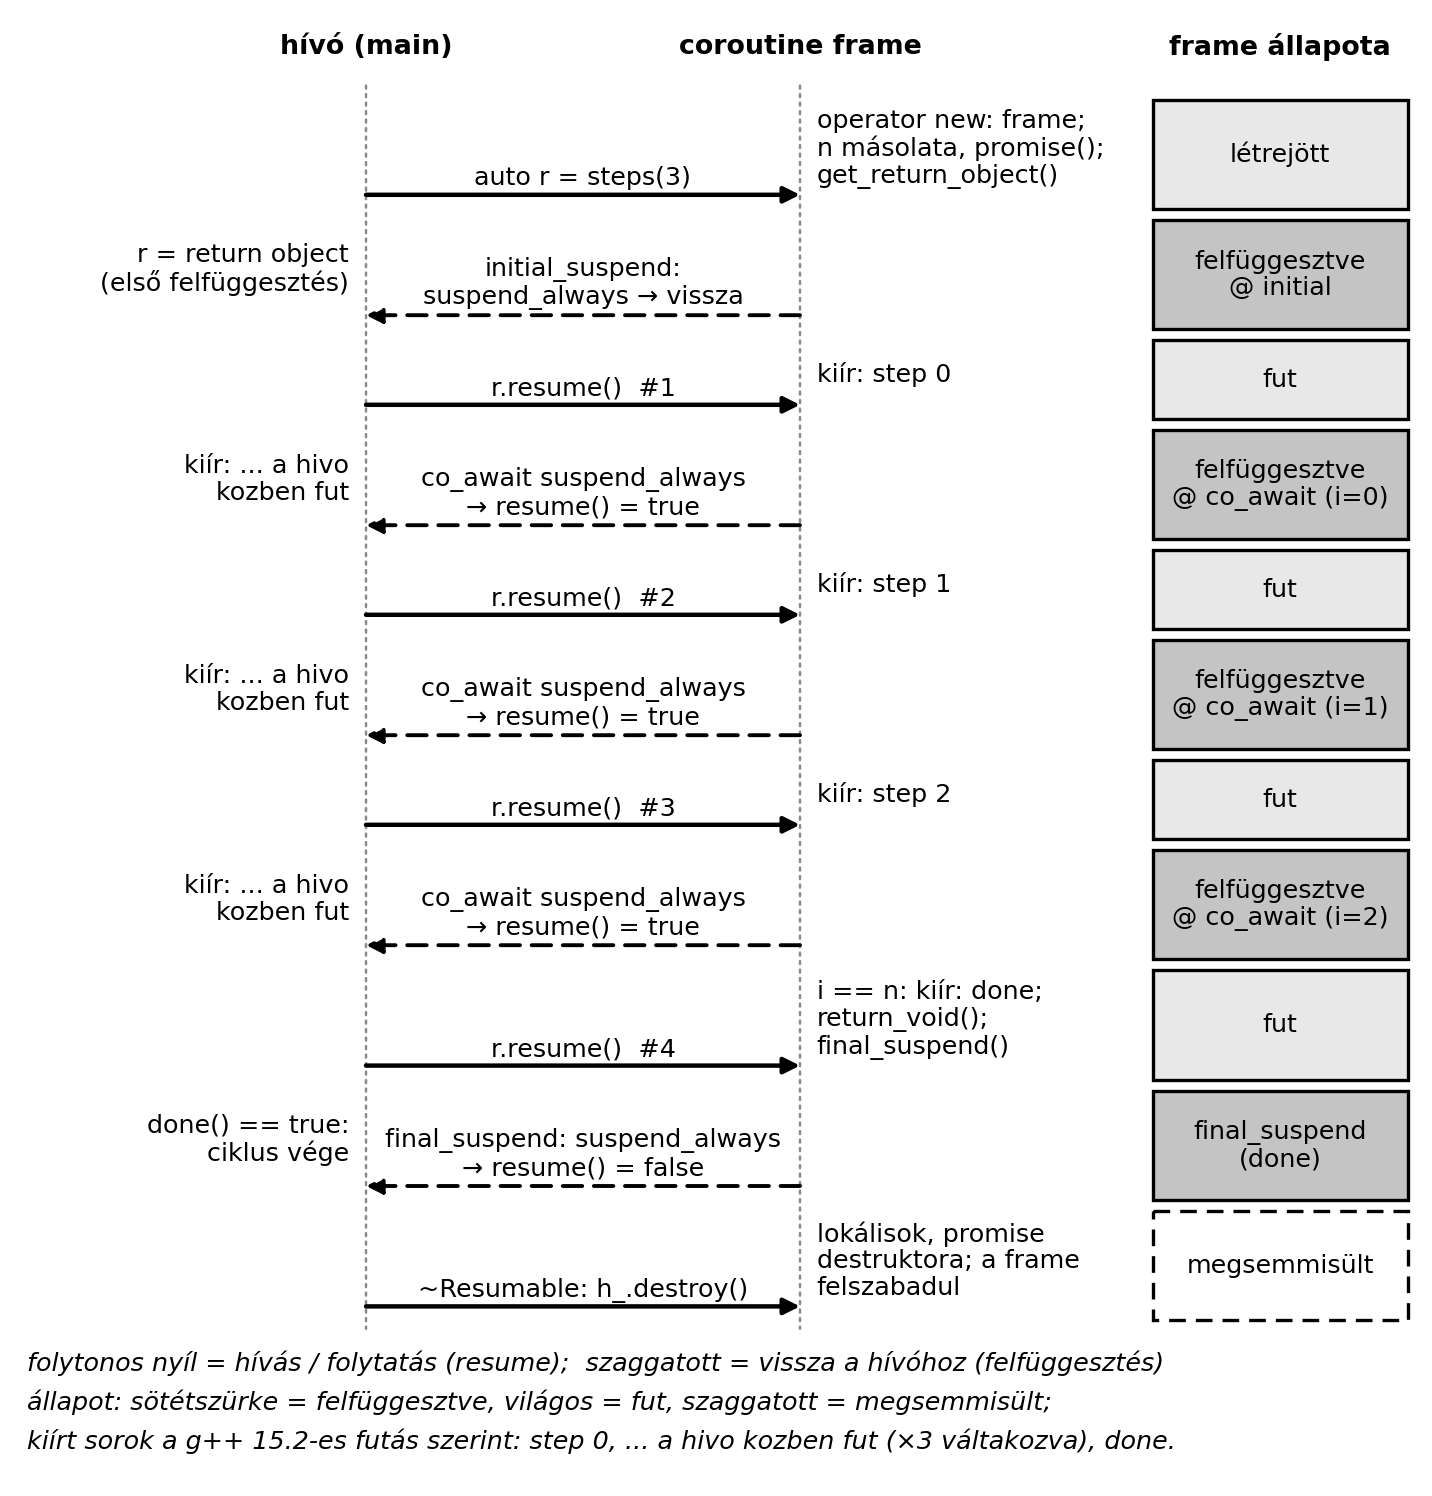 hívó (main)
coroutine frame
frame állapota
operator new: frame;
n másolata, promise();
get_return_object()
auto r = steps(3)
létrejött
r = return object
(első felfüggesztés)
initial_suspend:
suspend_always → vissza
felfüggesztve
@ initial
r.resume()  #1
kiír: step 0
fut
kiír: ... a hivo
kozben fut
co_await suspend_always
→ resume() = true
felfüggesztve
@ co_await (i=0)
r.resume()  #2
kiír: step 1
fut
kiír: ... a hivo
kozben fut
co_await suspend_always
→ resume() = true
felfüggesztve
@ co_await (i=1)
r.resume()  #3
kiír: step 2
fut
kiír: ... a hivo
kozben fut
co_await suspend_always
→ resume() = true
felfüggesztve
@ co_await (i=2)
i == n: kiír: done;
return_void();
final_suspend()
r.resume()  #4
fut
done() == true:
ciklus vége
final_suspend: suspend_always
→ resume() = false
final_suspend
(done)
lokálisok, promise
destruktora; a frame
felszabadul
~Resumable: h_.destroy()
megsemmisült
folytonos nyíl = hívás / folytatás (resume);  szaggatott = vissza a hívóhoz (felfüggesztés)
állapot: sötétszürke = felfüggesztve, világos = fut, szaggatott = megsemmisült;
kiírt sorok a g++ 15.2-es futás szerint: step 0, ... a hivo kozben fut (×3 váltakozva), done.